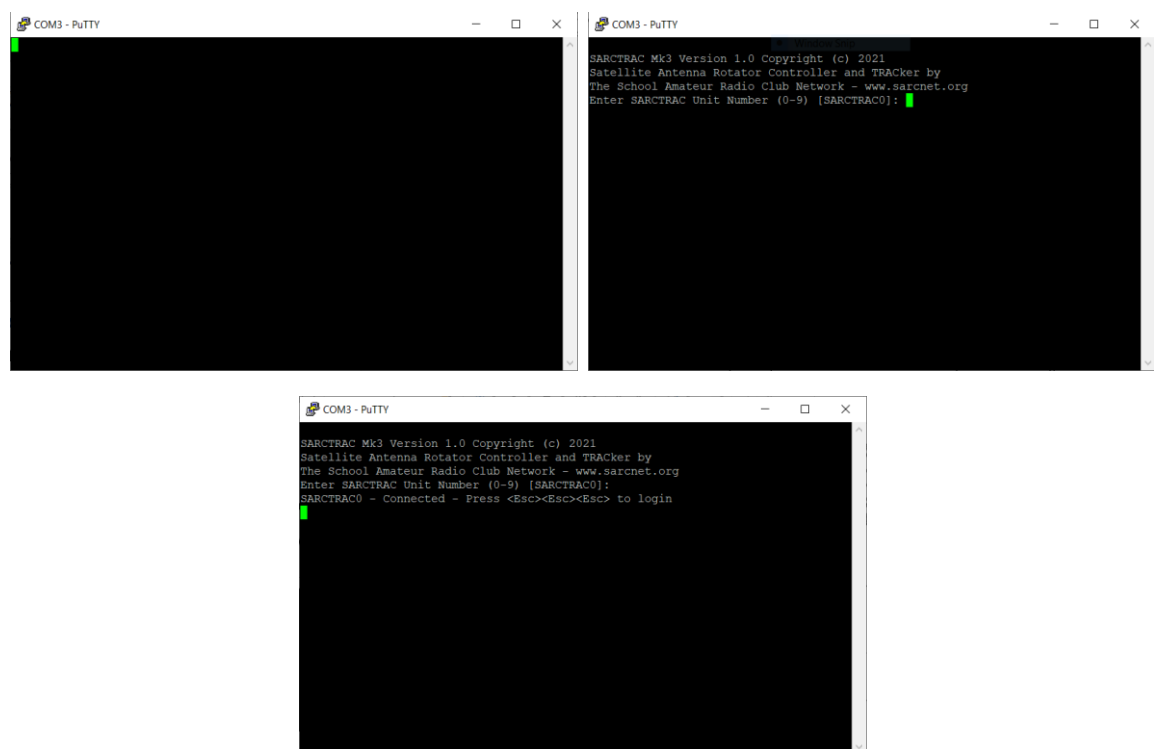 COM3 - PuTTY
COM3 - PuTTY
SARCTRAC Mk3 Version 1.0 Copyright (c) 2021
Satellite Antenna Rotator Controller and TRACker by
The School Amateur Radio Club Network - www.sarcnet.org
Enter SARCTRAC Unit Number (0-9) [SARCTRAC0]:
COM3 - PuTTY
SARCTRAC Mk3 Version 1.0 Copyright (c) 2021
Satellite Antenna Rotator Controller and TRACker by
The School Amateur Radio Club Network - www.sarcnet.org
Enter SARCTRAC Unit Number (0-9) [SARCTRAC0]:
SARCTRAC0 - Connected - Press <Esc><Esc><Esc> to login